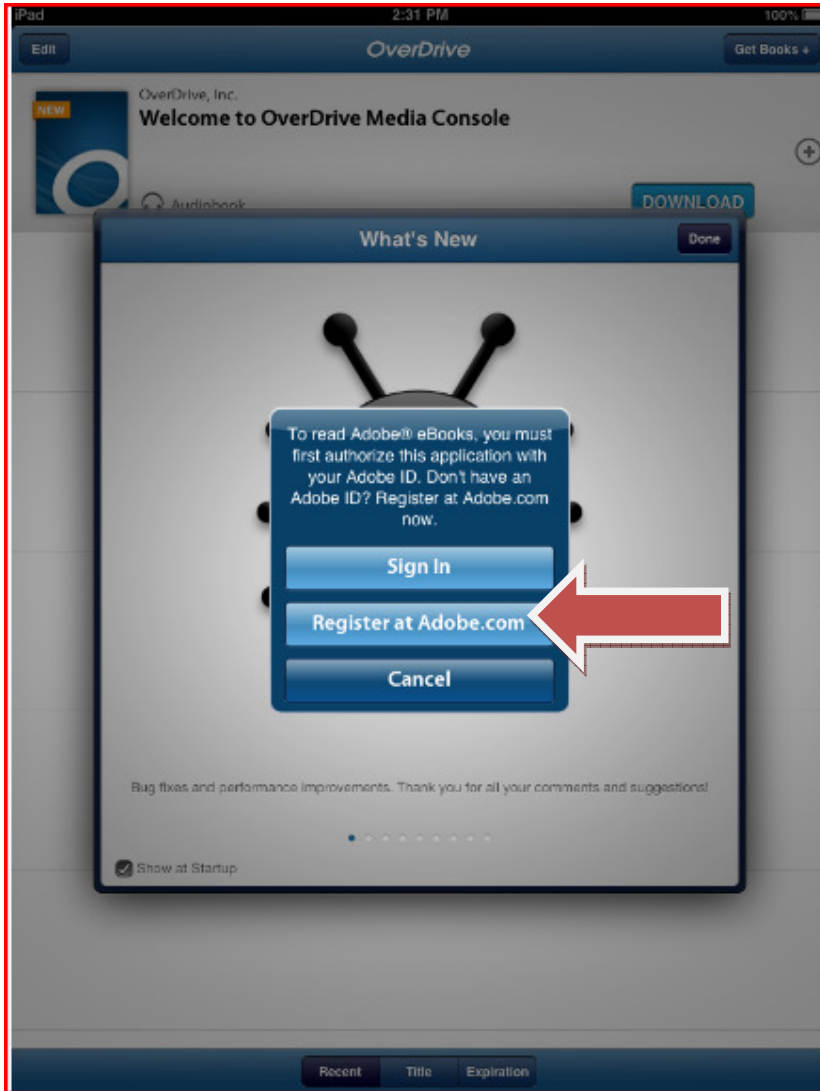 iPad 2:31 PM 100%
Edit OverDrive Get Books +
OverDrive, Inc.
NEW
Welcome to OverDrive Media Console
Audiobook
DOWNLOAD
What's New Done
To read Adobe® eBooks, you must
first authorize this application with
your Adobe ID. Don't have an
Adobe ID? Register at Adobe.com
now.
Sign In
Register at Adobe.com
Cancel
Bug fixes and performance improvements. Thank you for all your comments and suggestions!
Show at Startup
Recent Title Expiration